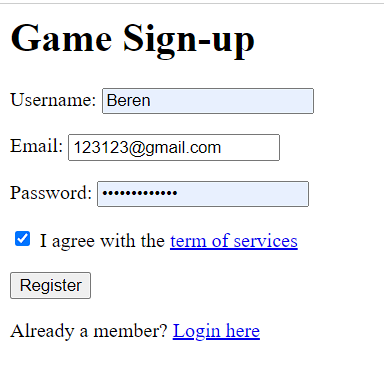 Game Sign-up
Username: Beren
Email: 123123@gmail.com
Password: •••••••••••••
I agree with the term of services
Register
Already a member? Login here